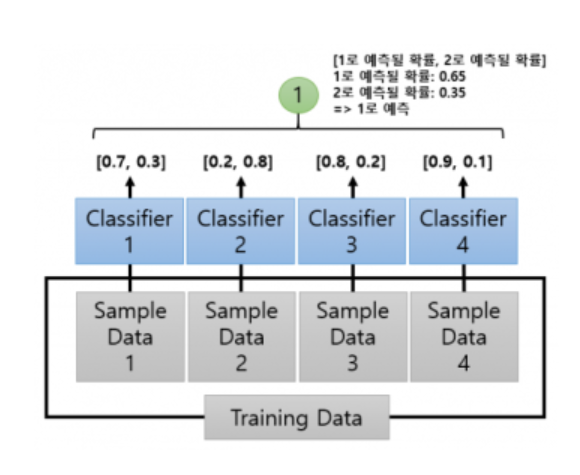 [1로 예측될 확률, 2로 예측될 확률]
1로 예측될 확률: 0.65
2로 예측될 확률: 0.35
=> 1로 예측
1
[0.7, 0.3]
[0.2, 0.8]
[0.8, 0.2]
[0.9, 0.1]
Classifier
1
Classifier
2
Classifier
3
Classifier
4
Sample
Data
1
Sample
Data
2
Sample
Data
3
Sample
Data
4
Training Data